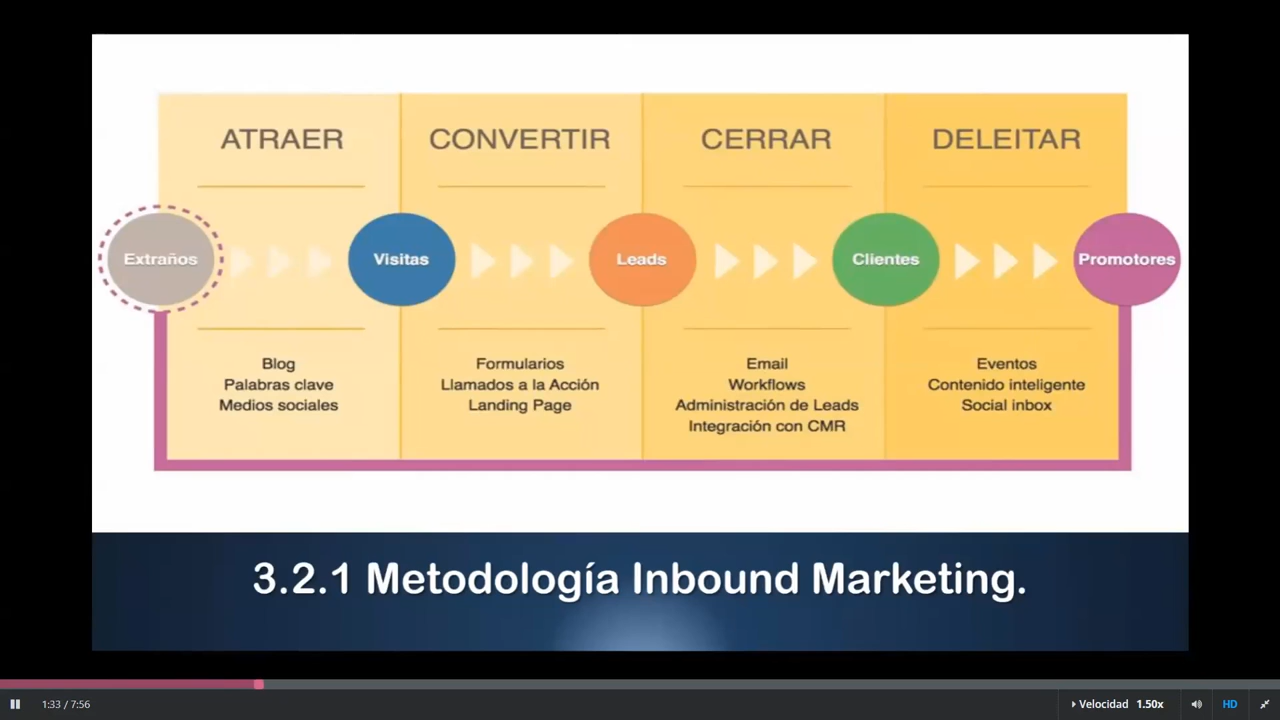 ATRAER
CONVERTIR
CERRAR
DELEITAR
Extraños
Visitas
Leads
Clientes
Promotores
Blog
Palabras clave
Medios sociales
Formularios
Llamados a la Acción
Landing Page
Email
Workflows
Administración de Leads
Integración con CMR
Eventos
Contenido inteligente
Social inbox
3.2.1 Metodología Inbound Marketing.
1:33 / 7:56
Velocidad 1.50x
HD